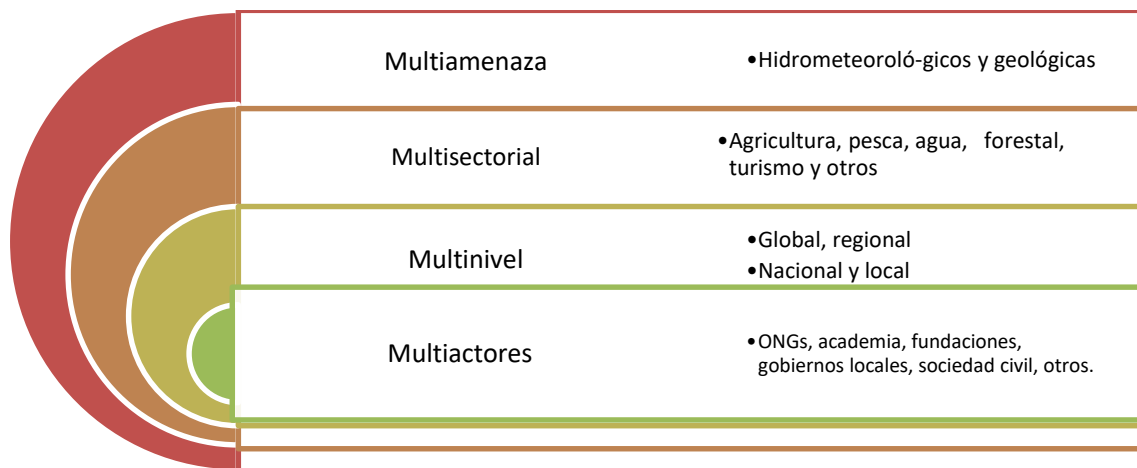 Multiamenaza
•Hidrometeoroló-gicos y geológicas
Multisectorial
•Agricultura, pesca, agua, forestal,
turismo y otros
Multinivel
•Global, regional
•Nacional y local
Multiactores
•ONGs, academia, fundaciones,
gobiernos locales, sociedad civil, otros.